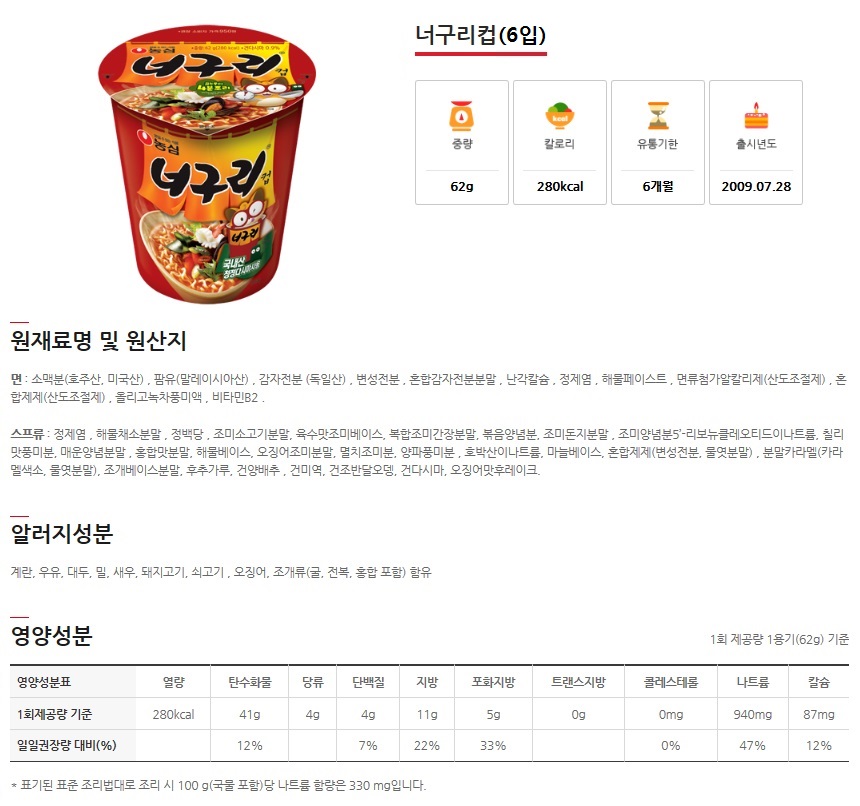 너구리컵(6입)
농심
너구리컵
농심
너구리
컵
너구리
국내산
중량
칼로리
유통기한
출시년도
kcal
62g
280kcal
6개월
2009.07.28
원재료명 및 원산지
면 : 소맥분(호주산, 미국산) , 팜유(말레이시아산) , 감자전분 (독일산) , 변성전분 , 혼합감자전분분말 , 난각칼슘 , 정제염 , 해물페이스트 , 면류첨가알칼리제(산도조절제) , 혼
합제제(산도조절제) , 올리고녹차풍미액 , 비타민B2 .
스프류 : 정제염 , 해물채소분말 , 정백당 , 조미소고기분말, 육수맛조미베이스, 복합조미간장분말, 볶음양념분, 조미돈지분말 , 조미양념분5'-리보뉴클레오티드이나트륨, 칠리
맛풍미분, 매운양념분말 , 홍합맛분말, 해물베이스, 오징어조미분말, 멸치조미분, 양파풍미분 , 호박산이나트륨, 마늘베이스, 혼합제제(변성전분, 물엿분말) , 분말카라멜(카라
멜색소, 물엿분말), 조개베이스분말, 후추가루, 건양배추 , 건미역, 건조반달오뎅, 건다시마, 오징어맛후레이크.
알러지성분
계란, 우유, 대두, 밀, 새우, 돼지고기, 쇠고기 , 오징어, 조개류(굴, 전복, 홍합 포함) 함유
영양성분
1회 제공량 1용기(62g) 기준
영양성분표 열량 탄수화물 당류 단백질 지방 포화지방 트랜스지방 콜레스테롤 나트륨 칼슘
1회제공량 기준 280kcal 41g 4g 4g 11g 5g 0g 0mg 940mg 87mg
일일권장량 대비(%) 12% 7% 22% 33% 0% 47% 12%
* 표기된 표준 조리법대로 조리 시 100 g(국물 포함)당 나트륨 함량은 330 mg입니다.